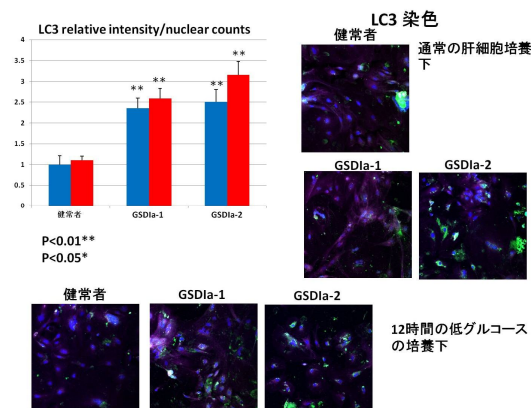 LC3 relative intensity/nuclear counts
4
3.5
3
2.5
2
1.5
1
0.5
0
**
**
**
**
健常者
GSDIa-1
GSDIa-2
P<0.01**
P<0.05*
LC3 染色
健常者
通常の肝細胞培養
下
GSDIa-1
GSDIa-2
健常者
GSDIa-1
GSDIa-2
12時間の低グルコース
の培養下